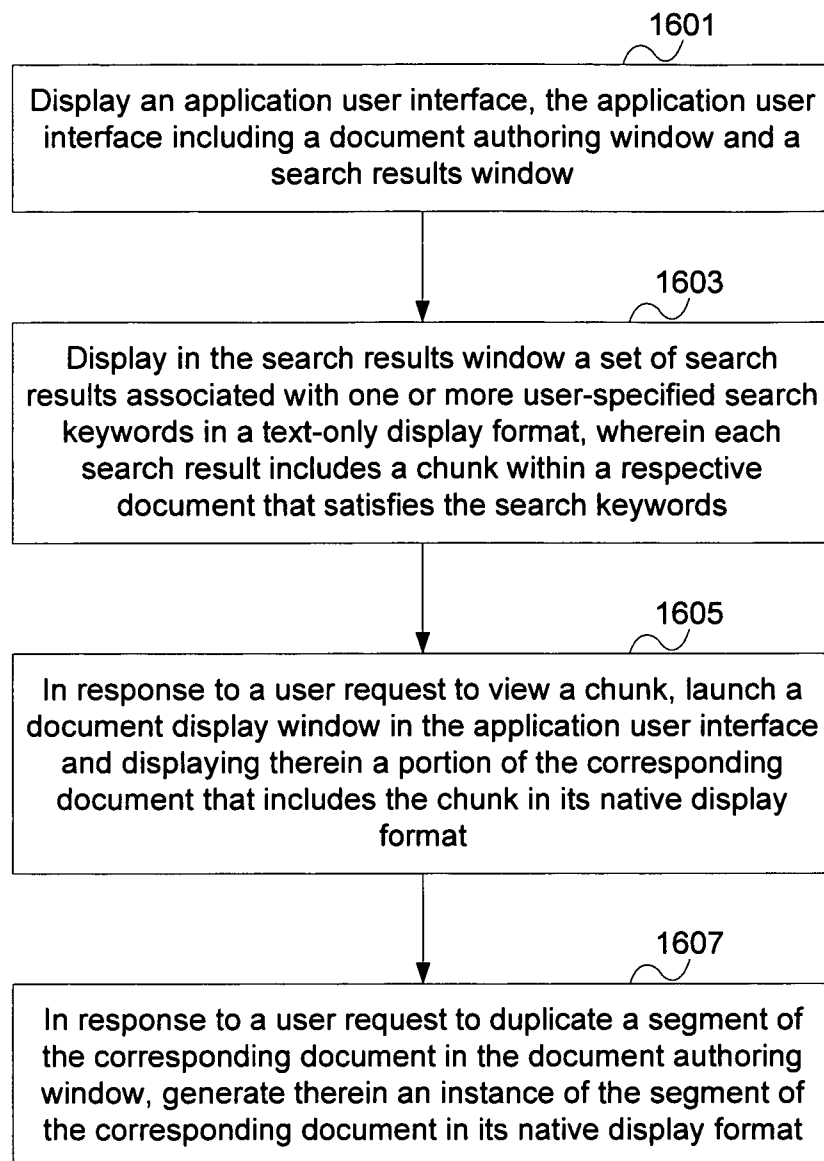 1601
Display an application user interface, the application user
interface including a document authoring window and a
search results window
1603
Display in the search results window a set of search
results associated with one or more user-specified search
keywords in a text-only display format, wherein each
search result includes a chunk within a respective
document that satisfies the search keywords
1605
In response to a user request to view a chunk, launch a
document display window in the application user interface
and displaying therein a portion of the corresponding
document that includes the chunk in its native display
format
1607
In response to a user request to duplicate a segment of
the corresponding document in the document authoring
window, generate therein an instance of the segment of
the corresponding document in its native display format